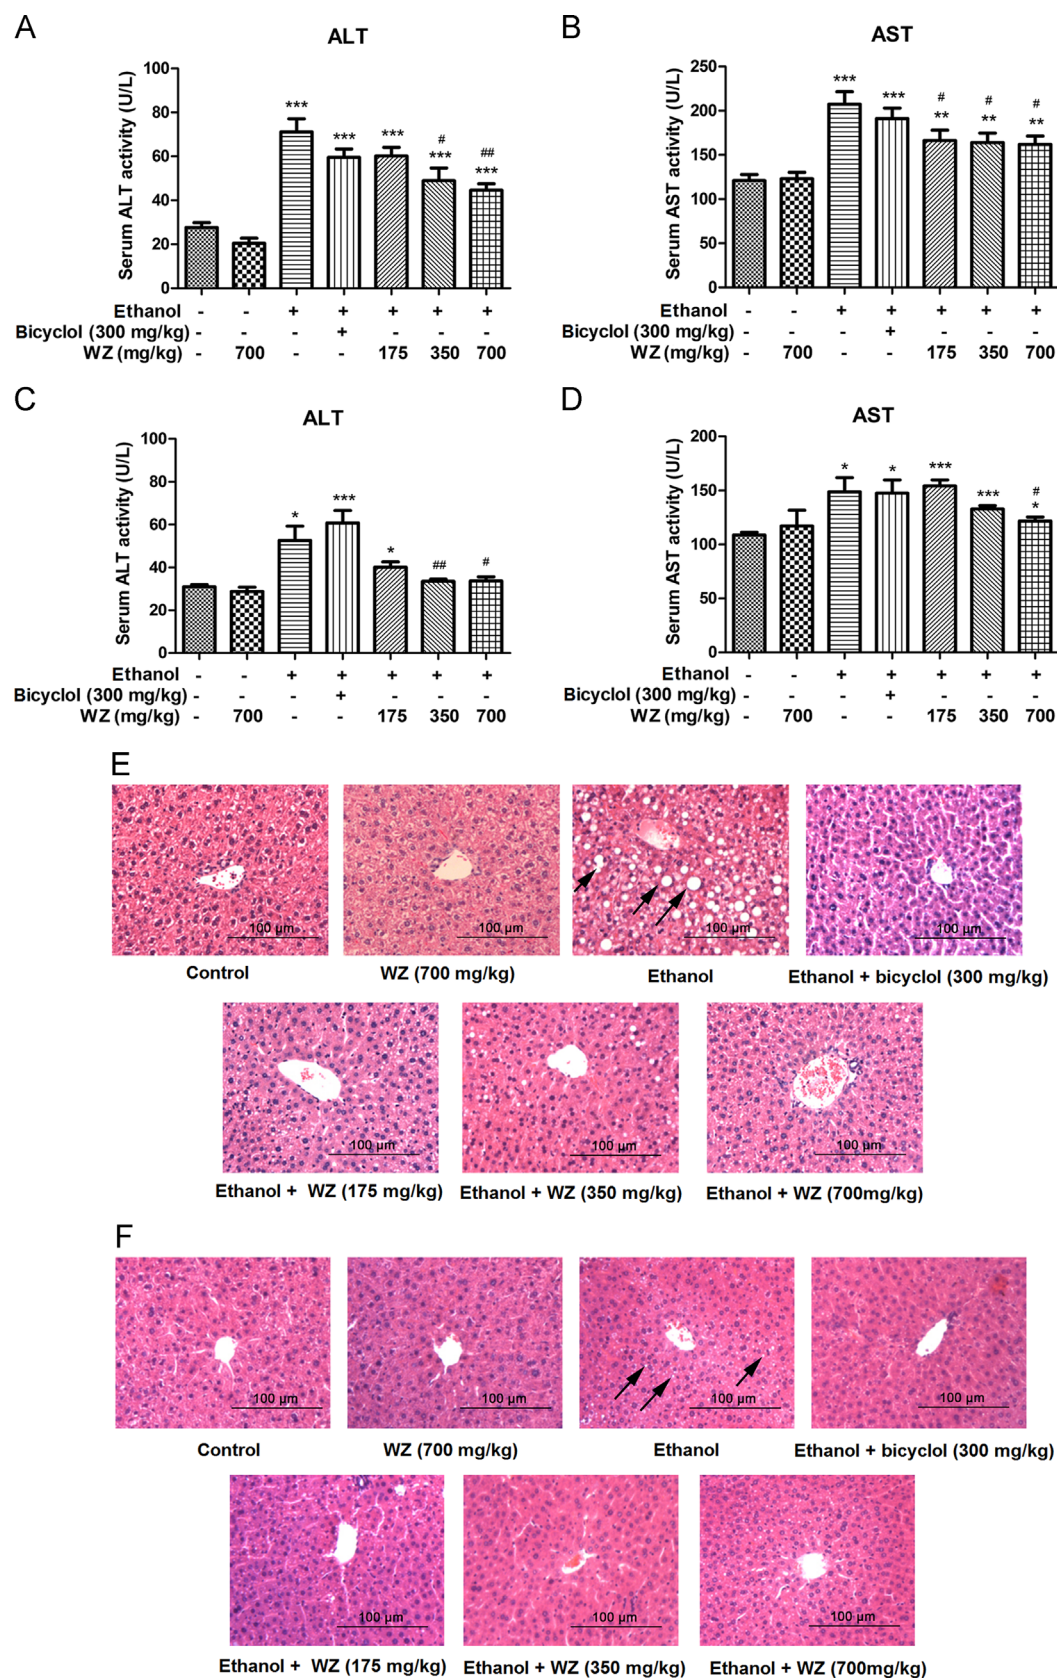 A
ALT
Serum ALT activity (U/L)
100
80
60
40
20
0
***
***
***
#
***
##
***
Ethanol - - + + + + +
Bicyclol (300 mg/kg) - - - + - - -
WZ (mg/kg) - 700 - - 175 350 700
B
AST
Serum AST activity (U/L)
250
200
150
100
50
0
***
***
#
**
#
**
#
**
Ethanol - - + + + + +
Bicyclol (300 mg/kg) - - - + - - -
WZ (mg/kg) - 700 - - 175 350 700
C
ALT
Serum ALT activity (U/L)
100
80
60
40
20
0
*
***
*
##
#
Ethanol - - + + + + +
Bicyclol (300 mg/kg) - - - + - - -
WZ (mg/kg) - 700 - - 175 350 700
D
AST
Serum AST activity (U/L)
200
150
100
50
0
*
*
***
***
#
*
Ethanol - - + + + + +
Bicyclol (300 mg/kg) - - - + - - -
WZ (mg/kg) - 700 - - 175 350 700
E
100 μm
100 μm
100 μm
100 μm
Control
WZ (700 mg/kg)
Ethanol
Ethanol + bicyclol (300 mg/kg)
100 μm
100 μm
100 μm
Ethanol + WZ (175 mg/kg)
Ethanol + WZ (350 mg/kg)
Ethanol + WZ (700mg/kg)
F
100 μm
100 μm
100 μm
100 μm
Control
WZ (700 mg/kg)
Ethanol
Ethanol + bicyclol (300 mg/kg)
100 μm
100 μm
100 μm
Ethanol + WZ (175 mg/kg)
Ethanol + WZ (350 mg/kg)
Ethanol + WZ (700mg/kg)